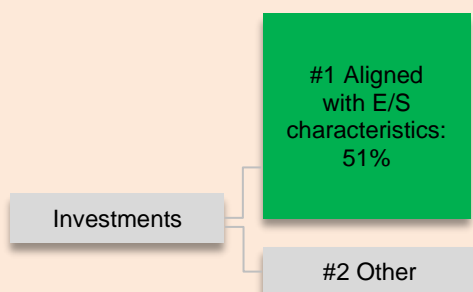 #1 Aligned
with E/S
characteristics:
51%
Investments
#2 Other